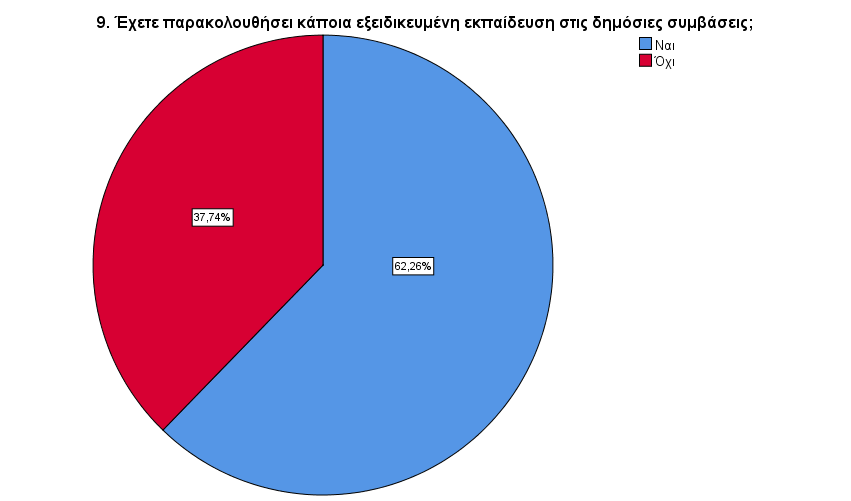 9. Έχετε παρακολουθήσει κάποια εξειδικευμένη εκπαίδευση στις δημόσιες συμβάσεις;
Ναι
Όχι
37,74%
62,26%